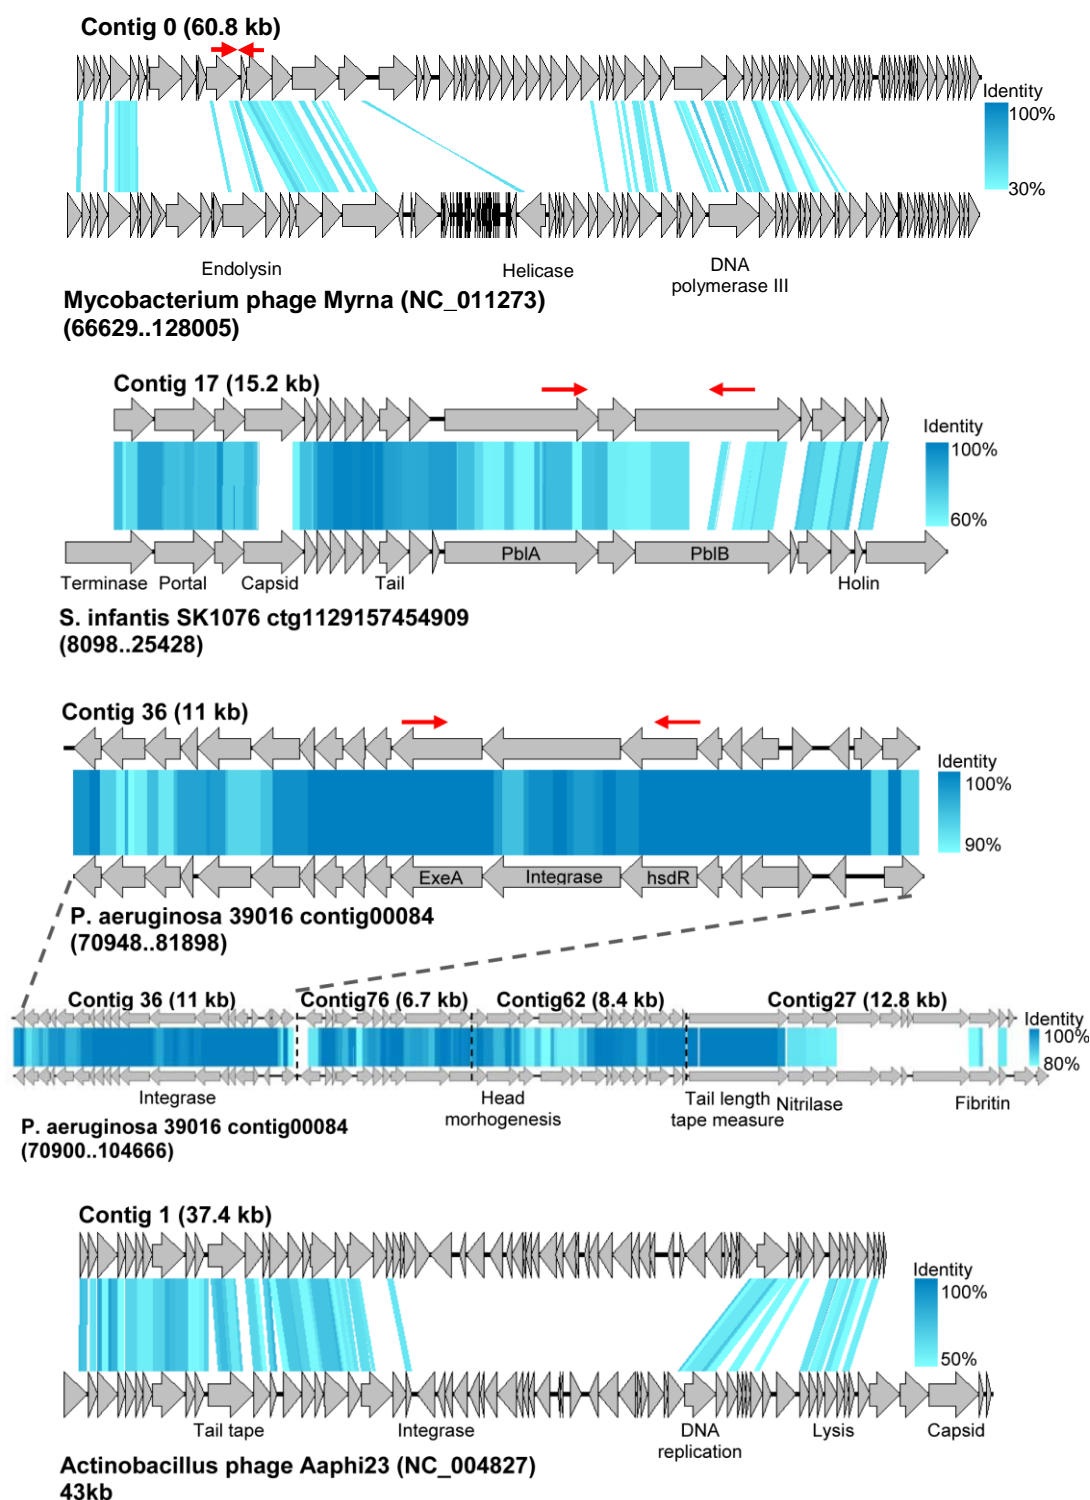 Contig 0 (60.8 kb)
Identity
100%
30%
Endolysin
Helicase
DNA
polymerase III
Mycobacterium phage Myrna (NC_011273)
(66629..128005)
Contig 17 (15.2 kb)
Identity
100%
60%
PblA
PblB
Terminase
Portal
Capsid
Tail
Holin
S. infantis SK1076 ctg1129157454909
(8098..25428)
Contig 36 (11 kb)
Identity
100%
90%
ExeA
Integrase
hsdR
P. aeruginosa 39016 contig00084
(70948..81898)
Contig 36 (11 kb)
Contig76 (6.7 kb)
Contig62 (8.4 kb)
Contig27 (12.8 kb)
Identity
100%
80%
Integrase
Head
morhogenesis
Tail length
tape measure
Nitrilase
Fibritin
P. aeruginosa 39016 contig00084
(70900..104666)
Contig 1 (37.4 kb)
Identity
100%
50%
Tail tape
Integrase
DNA
replication
Lysis
Capsid
Actinobacillus phage Aaphi23 (NC_004827)
43kb